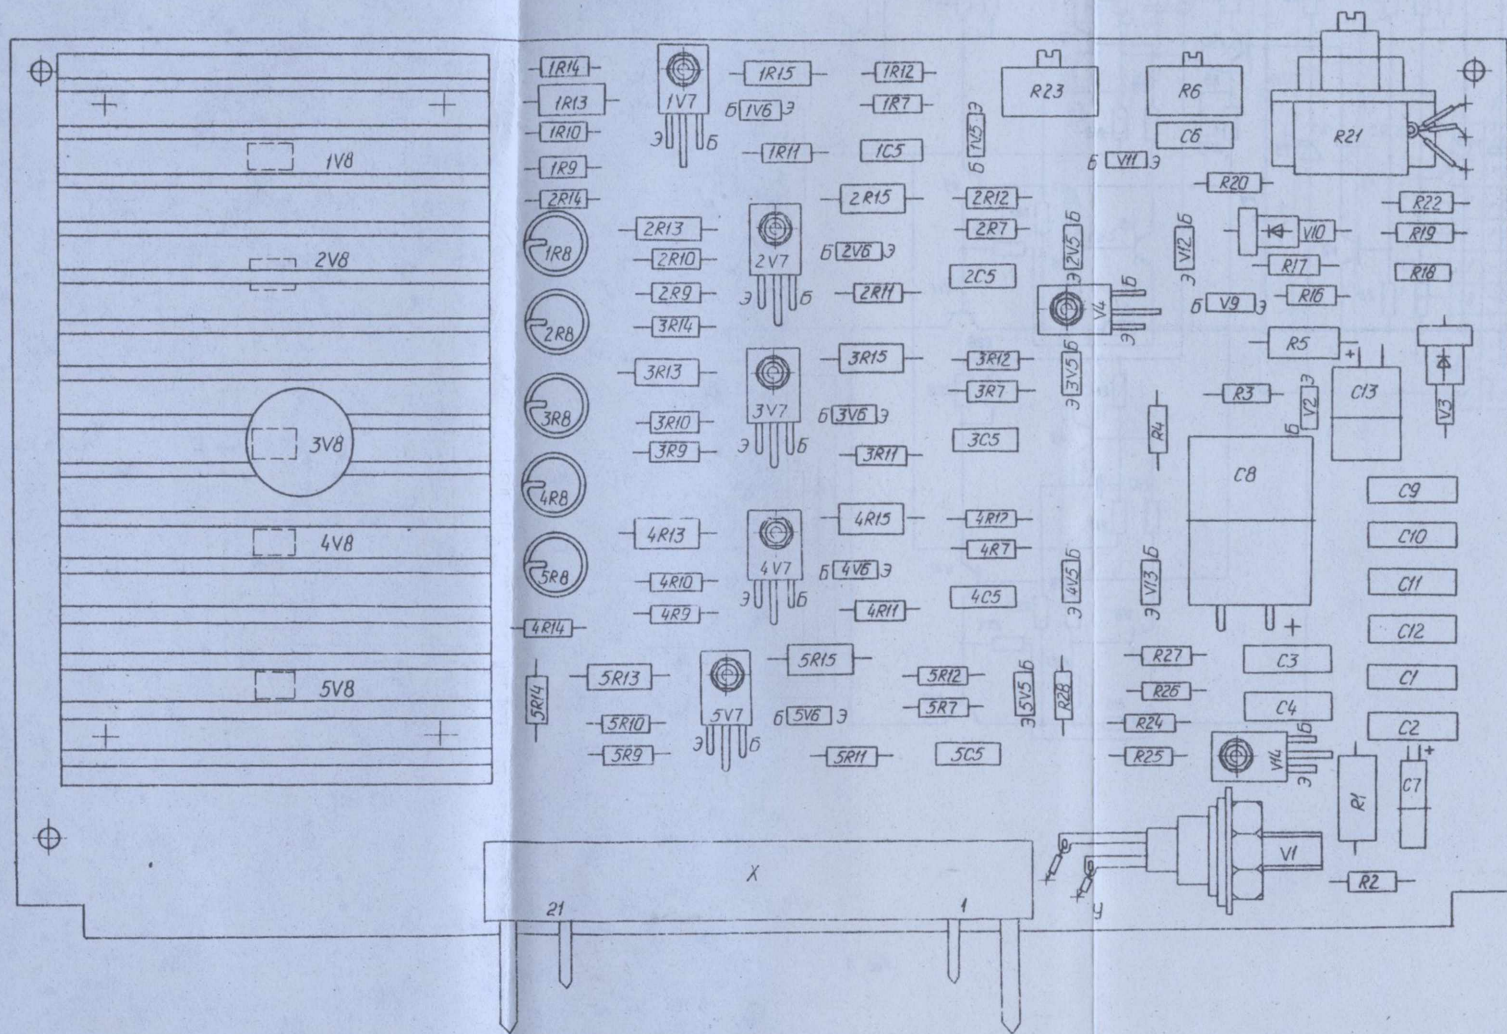 1R14
1R13
1R10
1R9
2R14
1V7
Э
Б
1R15
Б 1V6 Э
1R11
1R12
1R7
1C5
Б 1V5 Э
R23
R6
C6
Б V11 Э
R21
R20
V10
R22
R19
R18
R17
R16
Б V9 Э
Э V12 Б
R5
1V8
2V8
3V8
4V8
5V8
1R8
2R8
3R8
4R8
5R8
2R13
2R10
2R9
3R14
2V7
Э
Б
2R15
Б 2V6 Э
2R11
2R12
2R7
2C5
Э 2V5 Б
V4
Б
Э
3R13
3R10
3R9
3V7
Э
Б
3R15
Б 3V6 Э
3R11
3R12
3R7
3C5
Э 3V5 Б
R4
R3
Б V2 Э
+
C13
V3
C8
+
C9
C10
C11
C12
C1
C2
4R13
4R10
4R9
4R14
4V7
Э
Б
4R15
Б 4V6 Э
4R11
4R12
4R7
4C5
Э 4V5 Б
Э V13 Б
5R14
5R13
5R10
5R9
5V7
Э
Б
5R15
Б 5V6 Э
5R11
5R12
5R7
5C5
Э 5V5 Б
R28
R27
R26
R24
R25
C3
C4
V14
Б
Э
R1
+
C7
V1
R2
X
21
1
У